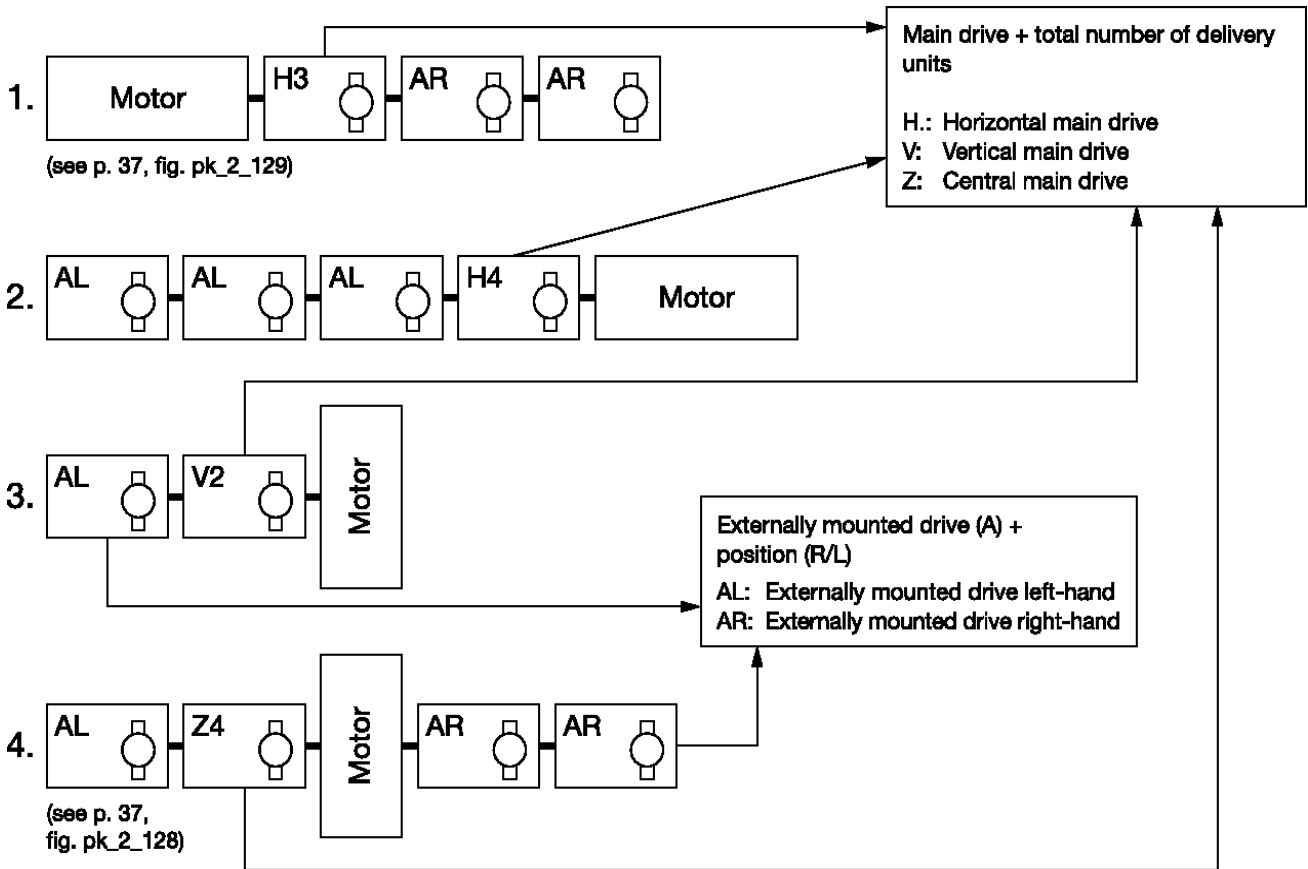 Main drive + total number of delivery
units
H.: Horizontal main drive
V: Vertical main drive
Z: Central main drive
1.
Motor
H3
AR
AR
(see p. 37, fig. pk_2_129)
2.
AL
AL
AL
H4
Motor
3.
AL
V2
Motor
Externally mounted drive (A) +
position (R/L)
AL: Externally mounted drive left-hand
AR: Externally mounted drive right-hand
4.
AL
Z4
Motor
AR
AR
(see p. 37,
fig. pk_2_128)